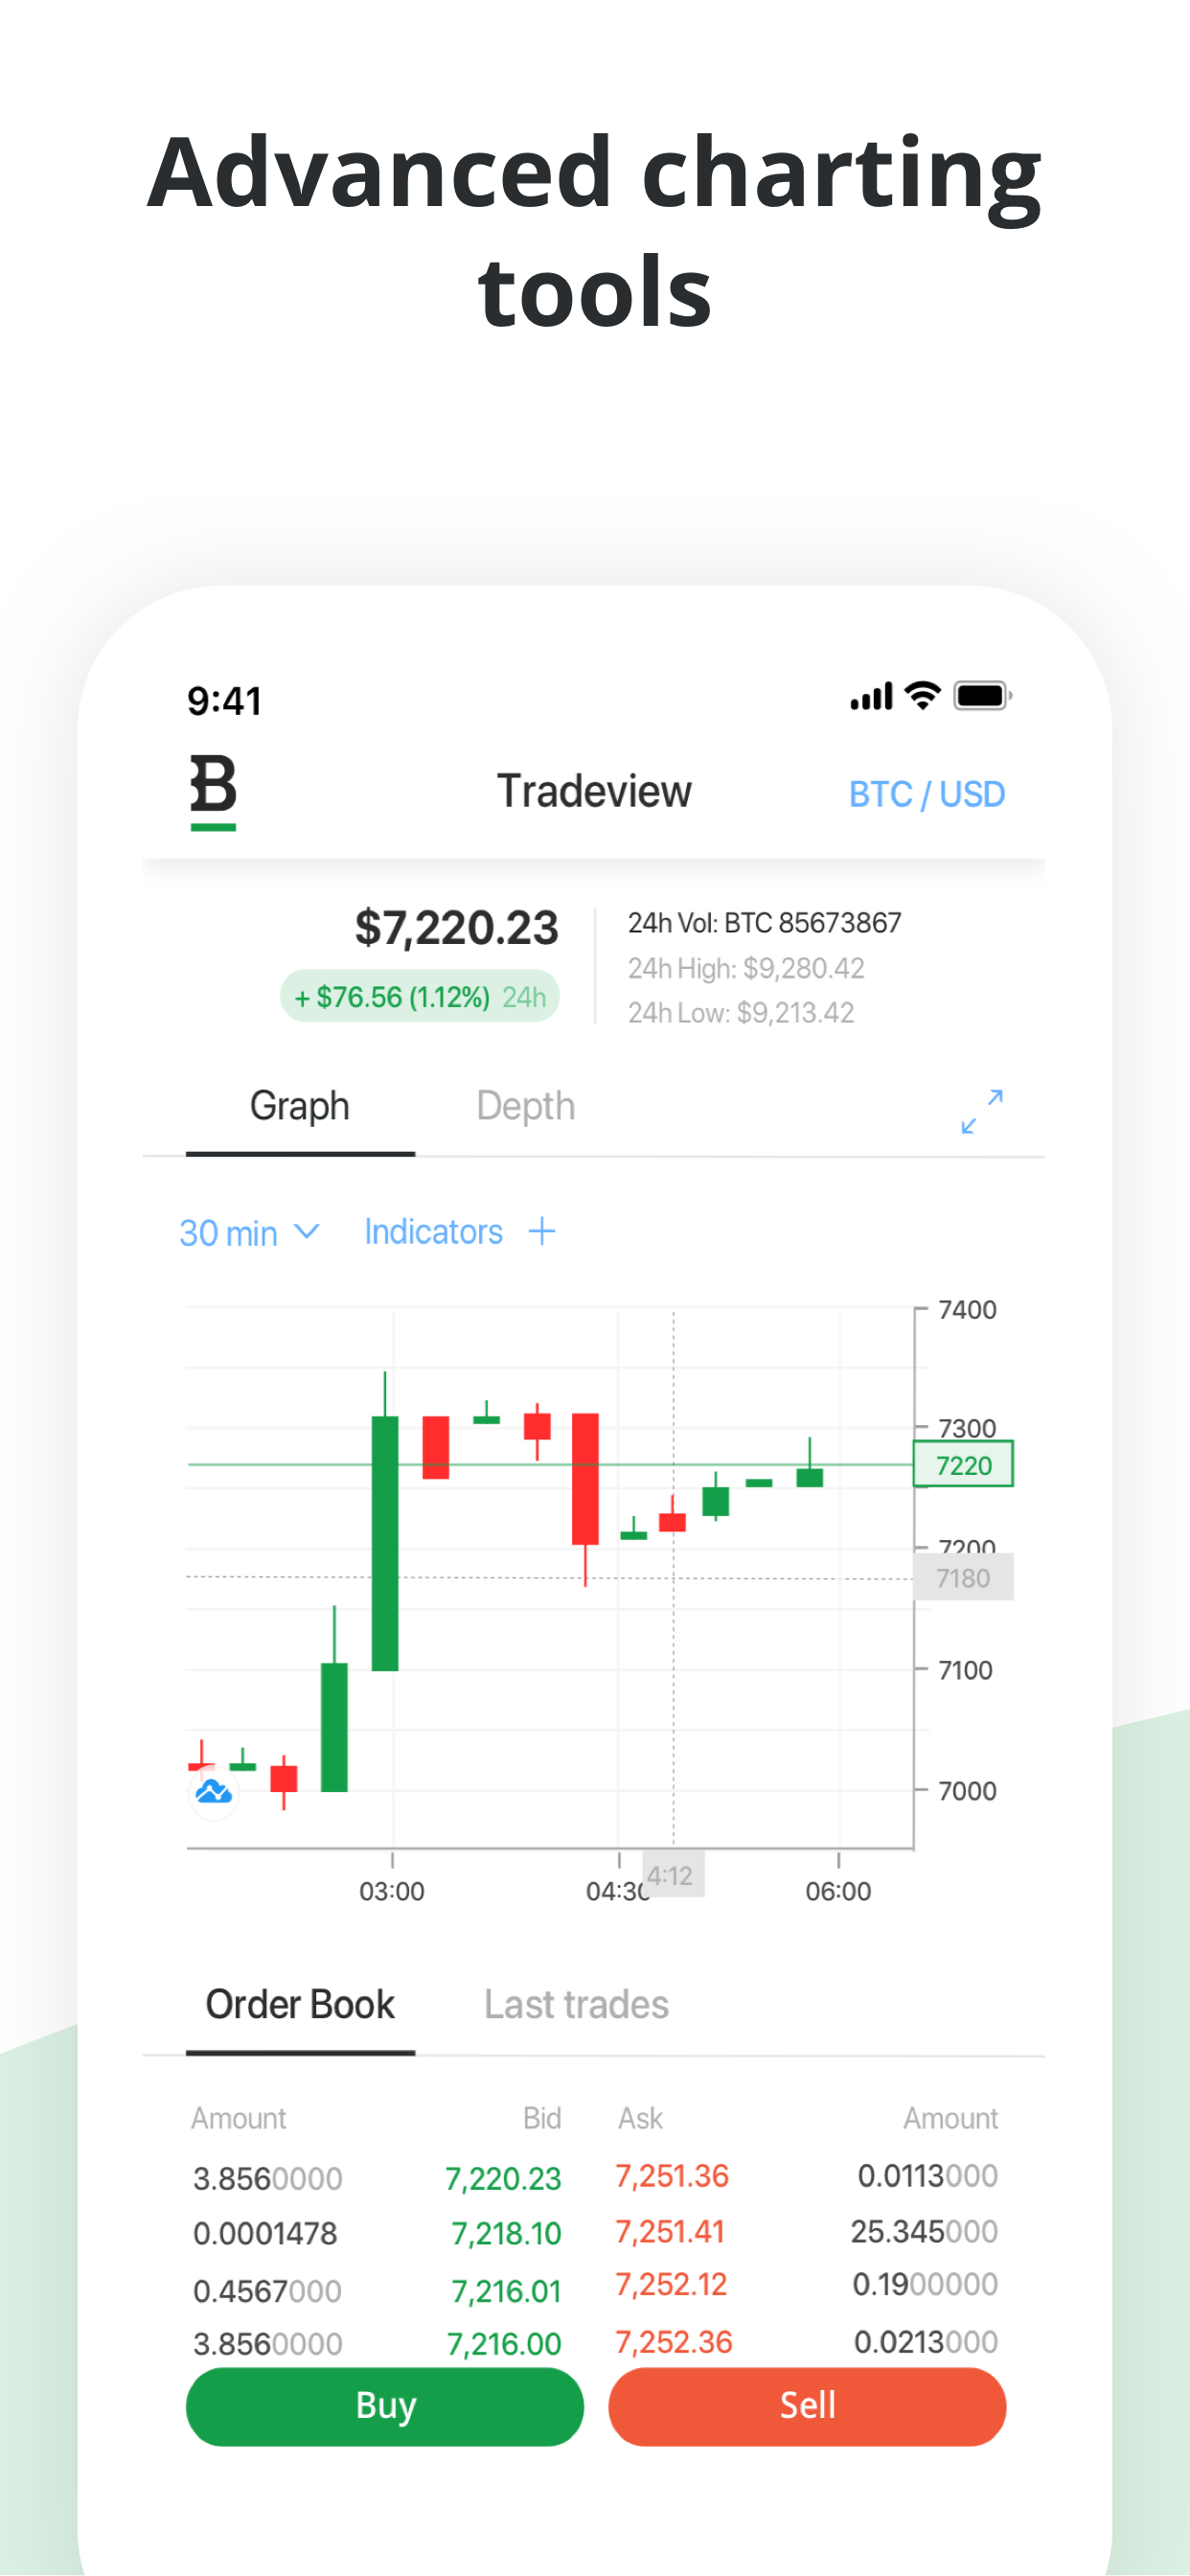 Advanced charting
tools
9:41
B
Tradeview
BTC / USD
$7,220.23
+ $76.56 (1.12%) 24h
24h Vol: BTC 85673867
24h High: $9,280.42
24h Low: $9,213.42
Graph
Depth
30 min
Indicators +
7400
7300
7220
7200
7180
7100
7000
03:00
04:30
4:12
06:00
Order Book
Last trades
Amount Bid Ask Amount
3.8560000 7,220.23 7,251.36 0.0113000
0.0001478 7,218.10 7,251.41 25.345000
0.4567000 7,216.01 7,252.12 0.1900000
3.8560000 7,216.00 7,252.36 0.0213000
Buy
Sell